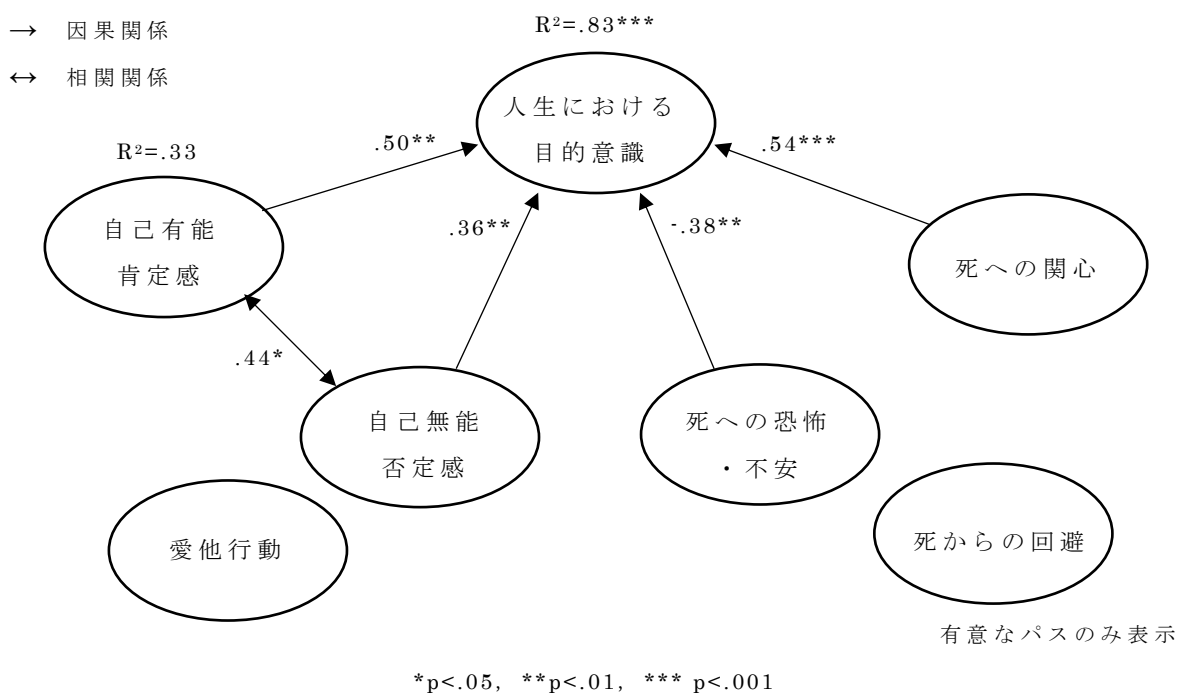 → 因果関係
↔ 相関関係
R²=.83***
人生における
目的意識
R²=.33
.50**
.54***
自己有能
肯定感
.36**
-.38**
死への関心
.44*
自己無能
否定感
死への恐怖
・不安
愛他行動
死からの回避
有意なパスのみ表示
*p<.05, **p<.01, *** p<.001